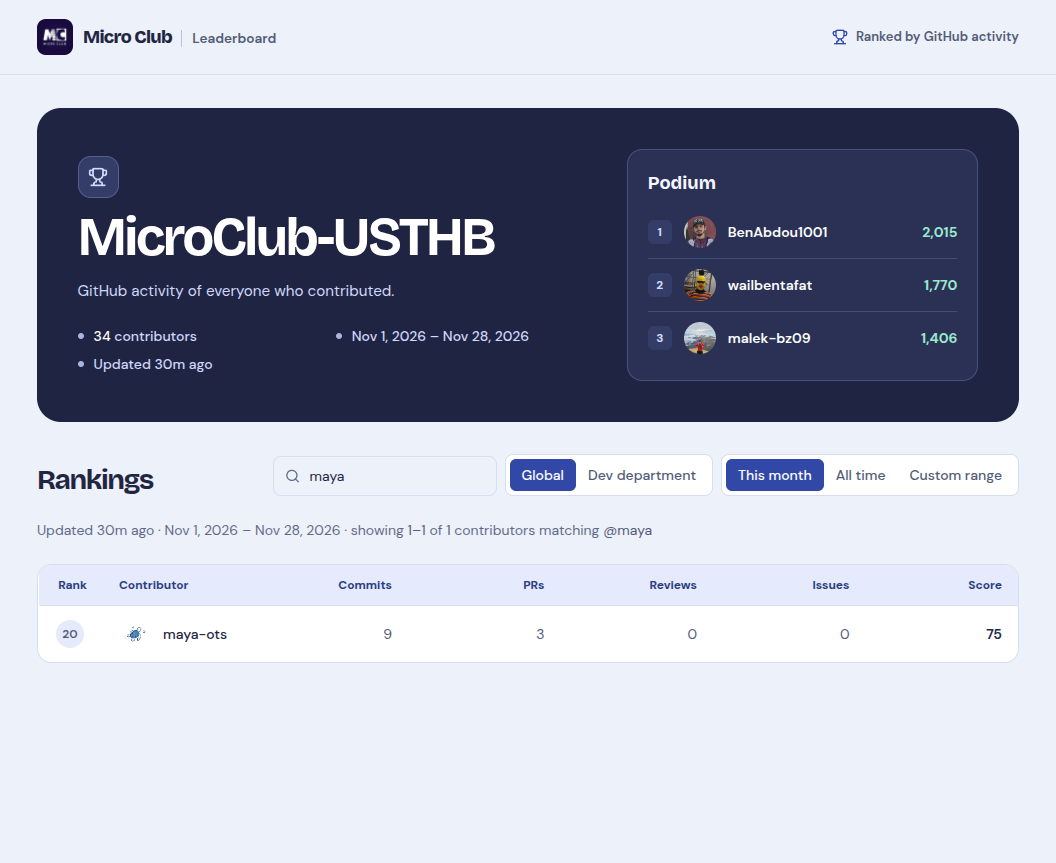 MC
MICRO CLUB
Micro Club
Leaderboard
Ranked by GitHub activity
MicroClub-USTHB
GitHub activity of everyone who contributed.
34 contributors
Nov 1, 2026 – Nov 28, 2026
Updated 30m ago
Podium
1 BenAbdou1001 2,015
2 wailbentafat 1,770
3 malek-bz09 1,406
Rankings
maya
Global Dev department
This month All time Custom range
Updated 30m ago · Nov 1, 2026 – Nov 28, 2026 · showing 1–1 of 1 contributors matching @maya
Rank Contributor Commits PRs Reviews Issues Score
20 maya-ots 9 3 0 0 75